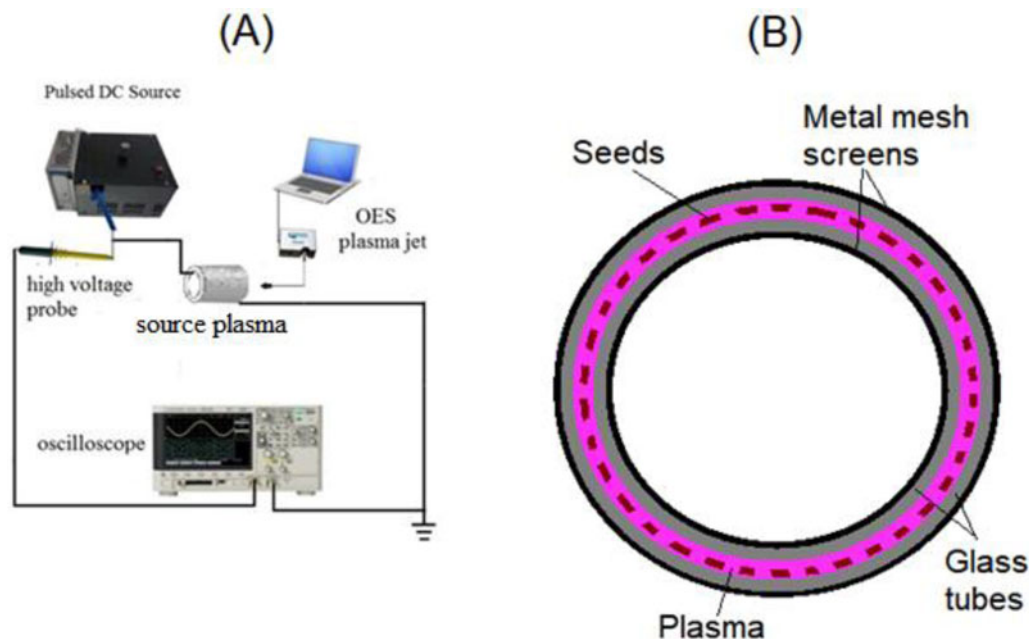 (A)
Pulsed DC Source
OES
plasma jet
high voltage
probe
source plasma
oscilloscope
(B)
Metal mesh
screens
Seeds
Glass
tubes
Plasma